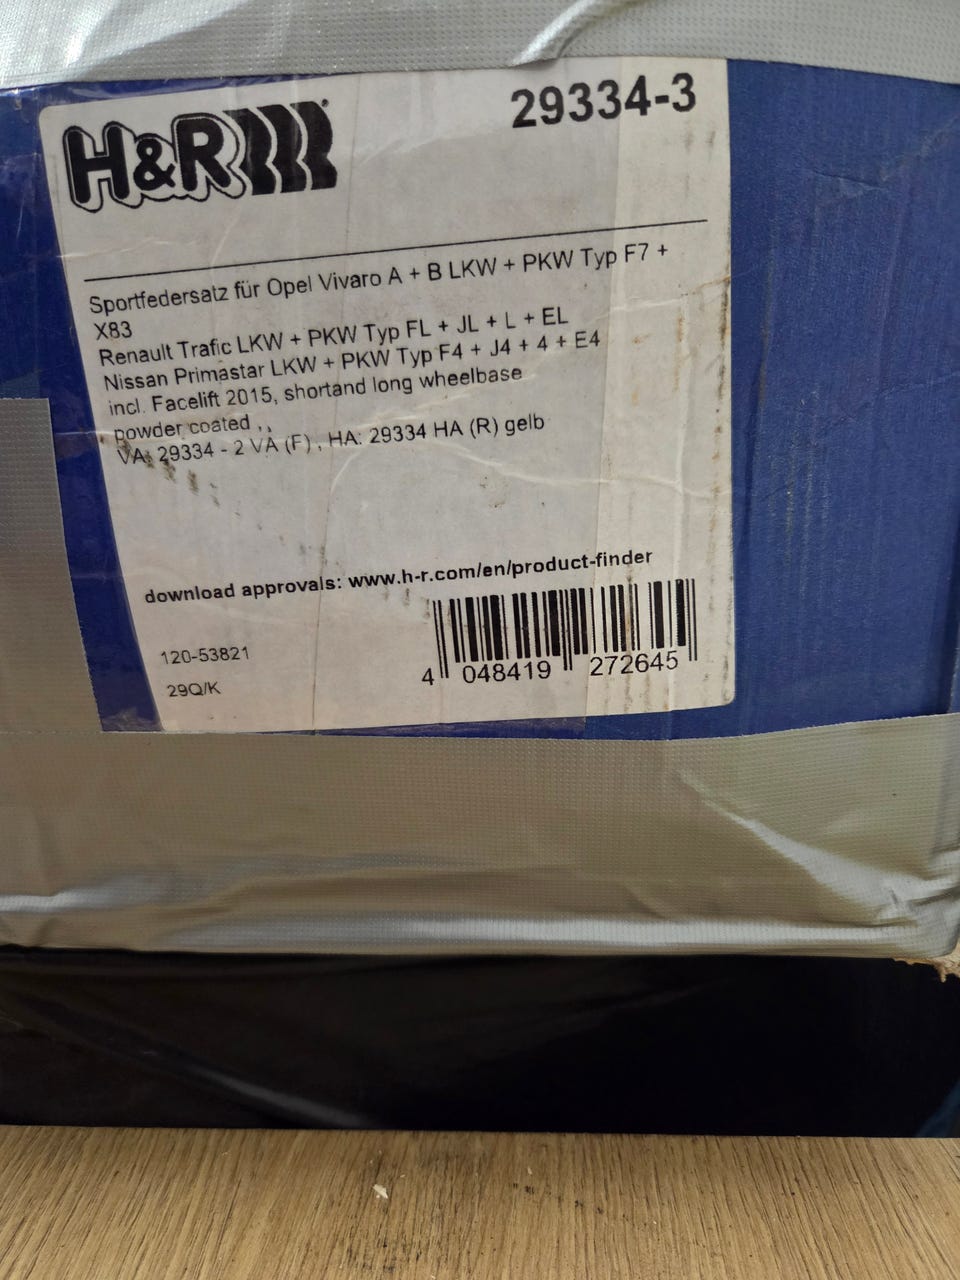 H&R
29334-3
Sportfedersatz für Opel Vivaro A + B LKW + PKW Typ F7 +
X83
Renault Trafic LKW + PKW Typ FL + JL + L + EL
Nissan Primastar LKW + PKW Typ F4 + J4 + 4 + E4
incl. Facelift 2015, shortand long wheelbase
powder coated , ,
VA: 29334 - 2 VA (F) , HA: 29334 HA (R) gelb
download approvals: www.h-r.com/en/product-finder
120-53821
29Q/K
4 048419 272645